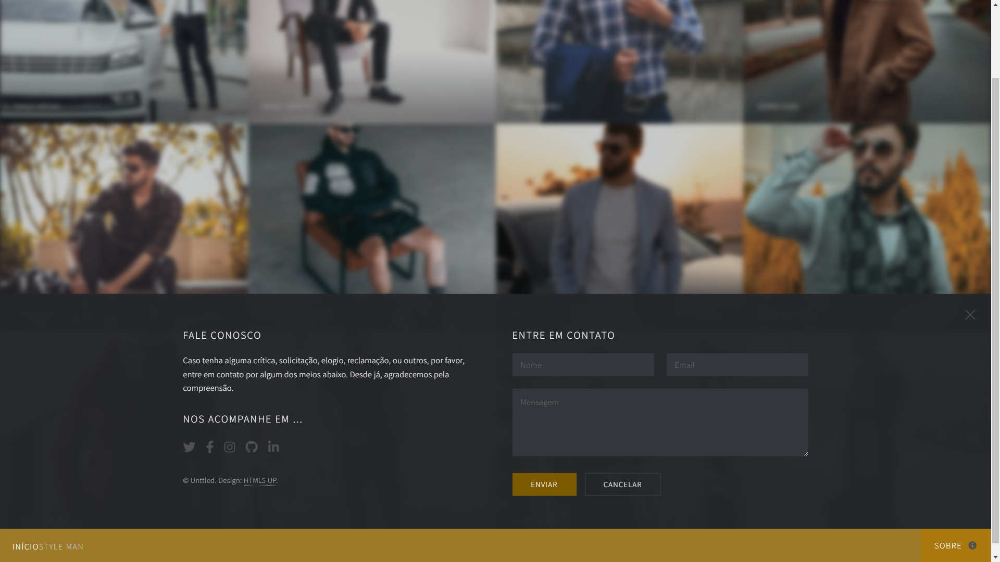 FALE CONOSCO
Caso tenha alguma crítica, solicitação, elogio, reclamação, ou outros, por favor,
entre em contato por algum dos meios abaixo. Desde já, agradecemos pela
compreensão.
NOS ACOMPANHE EM ...
© Unttled. Design: HTML5 UP.
ENTRE EM CONTATO
Nome
Email
Mensagem
ENVIAR
CANCELAR
INÍCIOSTYLE MAN
SOBRE